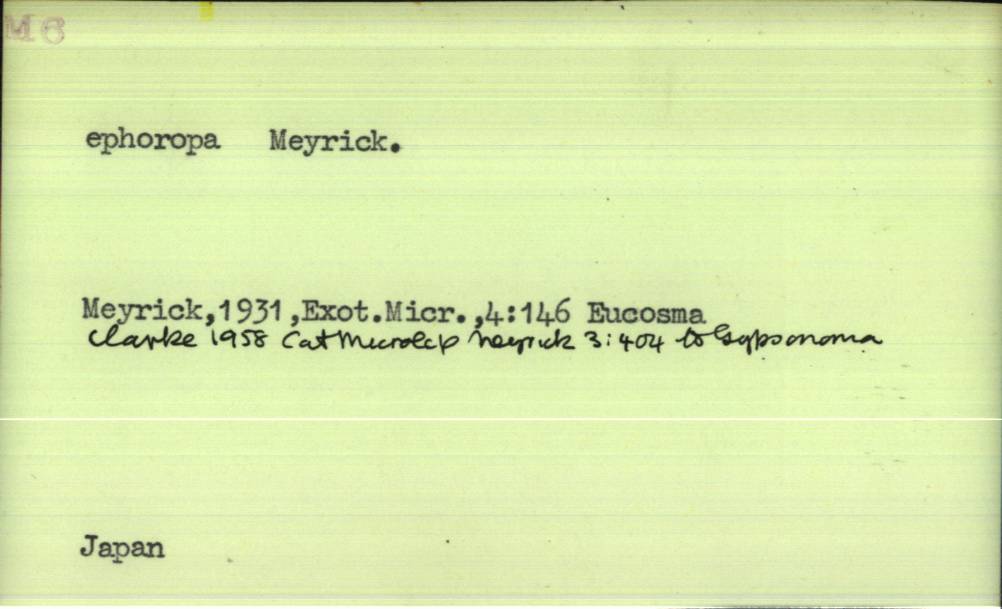 M6
ephoropa Meyrick.
Meyrick,1931,Exot.Micr.,4:146 Eucosma
Clarke 1958 Cat Microlep Meyrick 3:404 to Gypsonoma
Japan